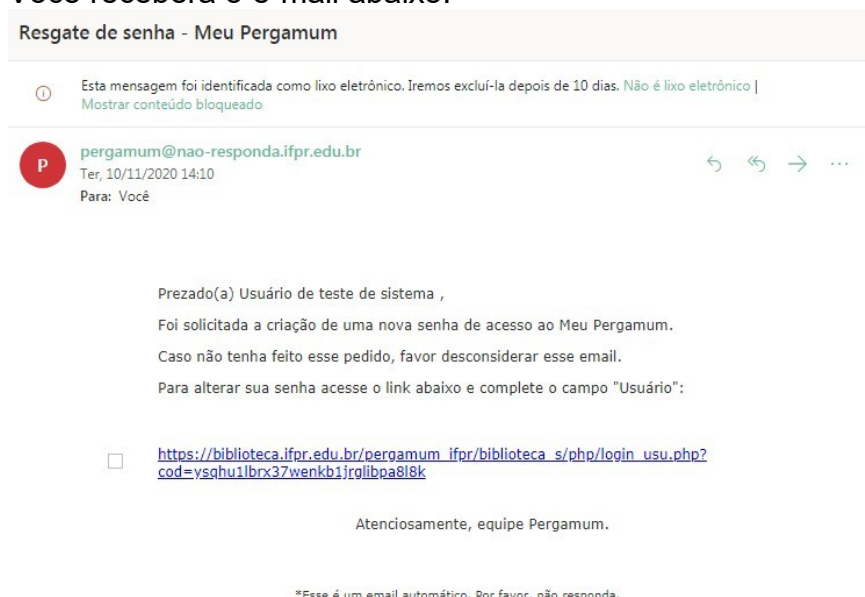 Você receberá o e-mail abaixo:
Resgate de senha - Meu Pergamum
Esta mensagem foi identificada como lixo eletrônico. Iremos excluí-la depois de 10 dias. Não é lixo eletrônico |
Mostrar conteúdo bloqueado
P
pergamum@nao-responda.ifpr.edu.br
Ter, 10/11/2020 14:10
Para: Você
Prezado(a) Usuário de teste de sistema ,
Foi solicitada a criação de uma nova senha de acesso ao Meu Pergamum.
Caso não tenha feito esse pedido, favor desconsiderar esse email.
Para alterar sua senha acesse o link abaixo e complete o campo "Usuário":
https://biblioteca.ifpr.edu.br/pergamum_ifpr/biblioteca_s/php/login_usu.php?
cod=ysqhu1lbrx37wenkb1jrglibpa8l8k
Atenciosamente, equipe Pergamum.
*Esse é um email automático. Por favor, não responda.